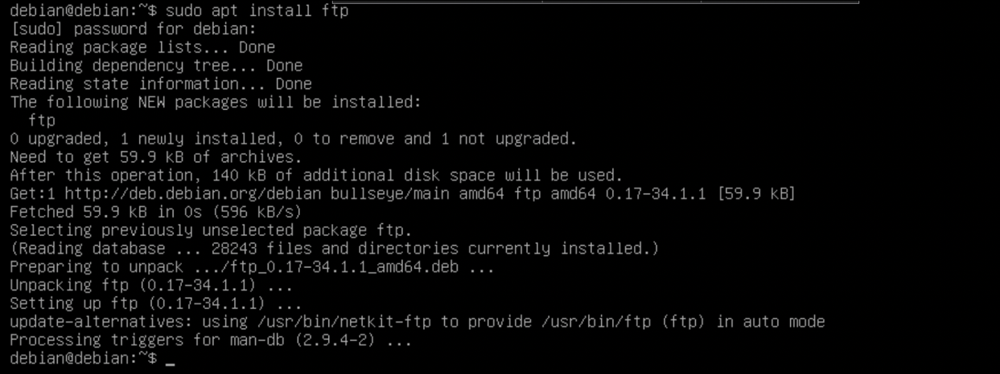 debian@debian:~$ sudo apt install ftp
[sudo] password for debian:
Reading package lists... Done
Building dependency tree... Done
Reading state information... Done
The following NEW packages will be installed:
  ftp
0 upgraded, 1 newly installed, 0 to remove and 1 not upgraded.
Need to get 59.9 kB of archives.
After this operation, 140 kB of additional disk space will be used.
Get:1 http://deb.debian.org/debian bullseye/main amd64 ftp amd64 0.17-34.1.1 [59.9 kB]
Fetched 59.9 kB in 0s (596 kB/s)
Selecting previously unselected package ftp.
(Reading database ... 28243 files and directories currently installed.)
Preparing to unpack .../ftp_0.17-34.1.1_amd64.deb ...
Unpacking ftp (0.17-34.1.1) ...
Setting up ftp (0.17-34.1.1) ...
update-alternatives: using /usr/bin/netkit-ftp to provide /usr/bin/ftp (ftp) in auto mode
Processing triggers for man-db (2.9.4-2) ...
debian@debian:~$ _